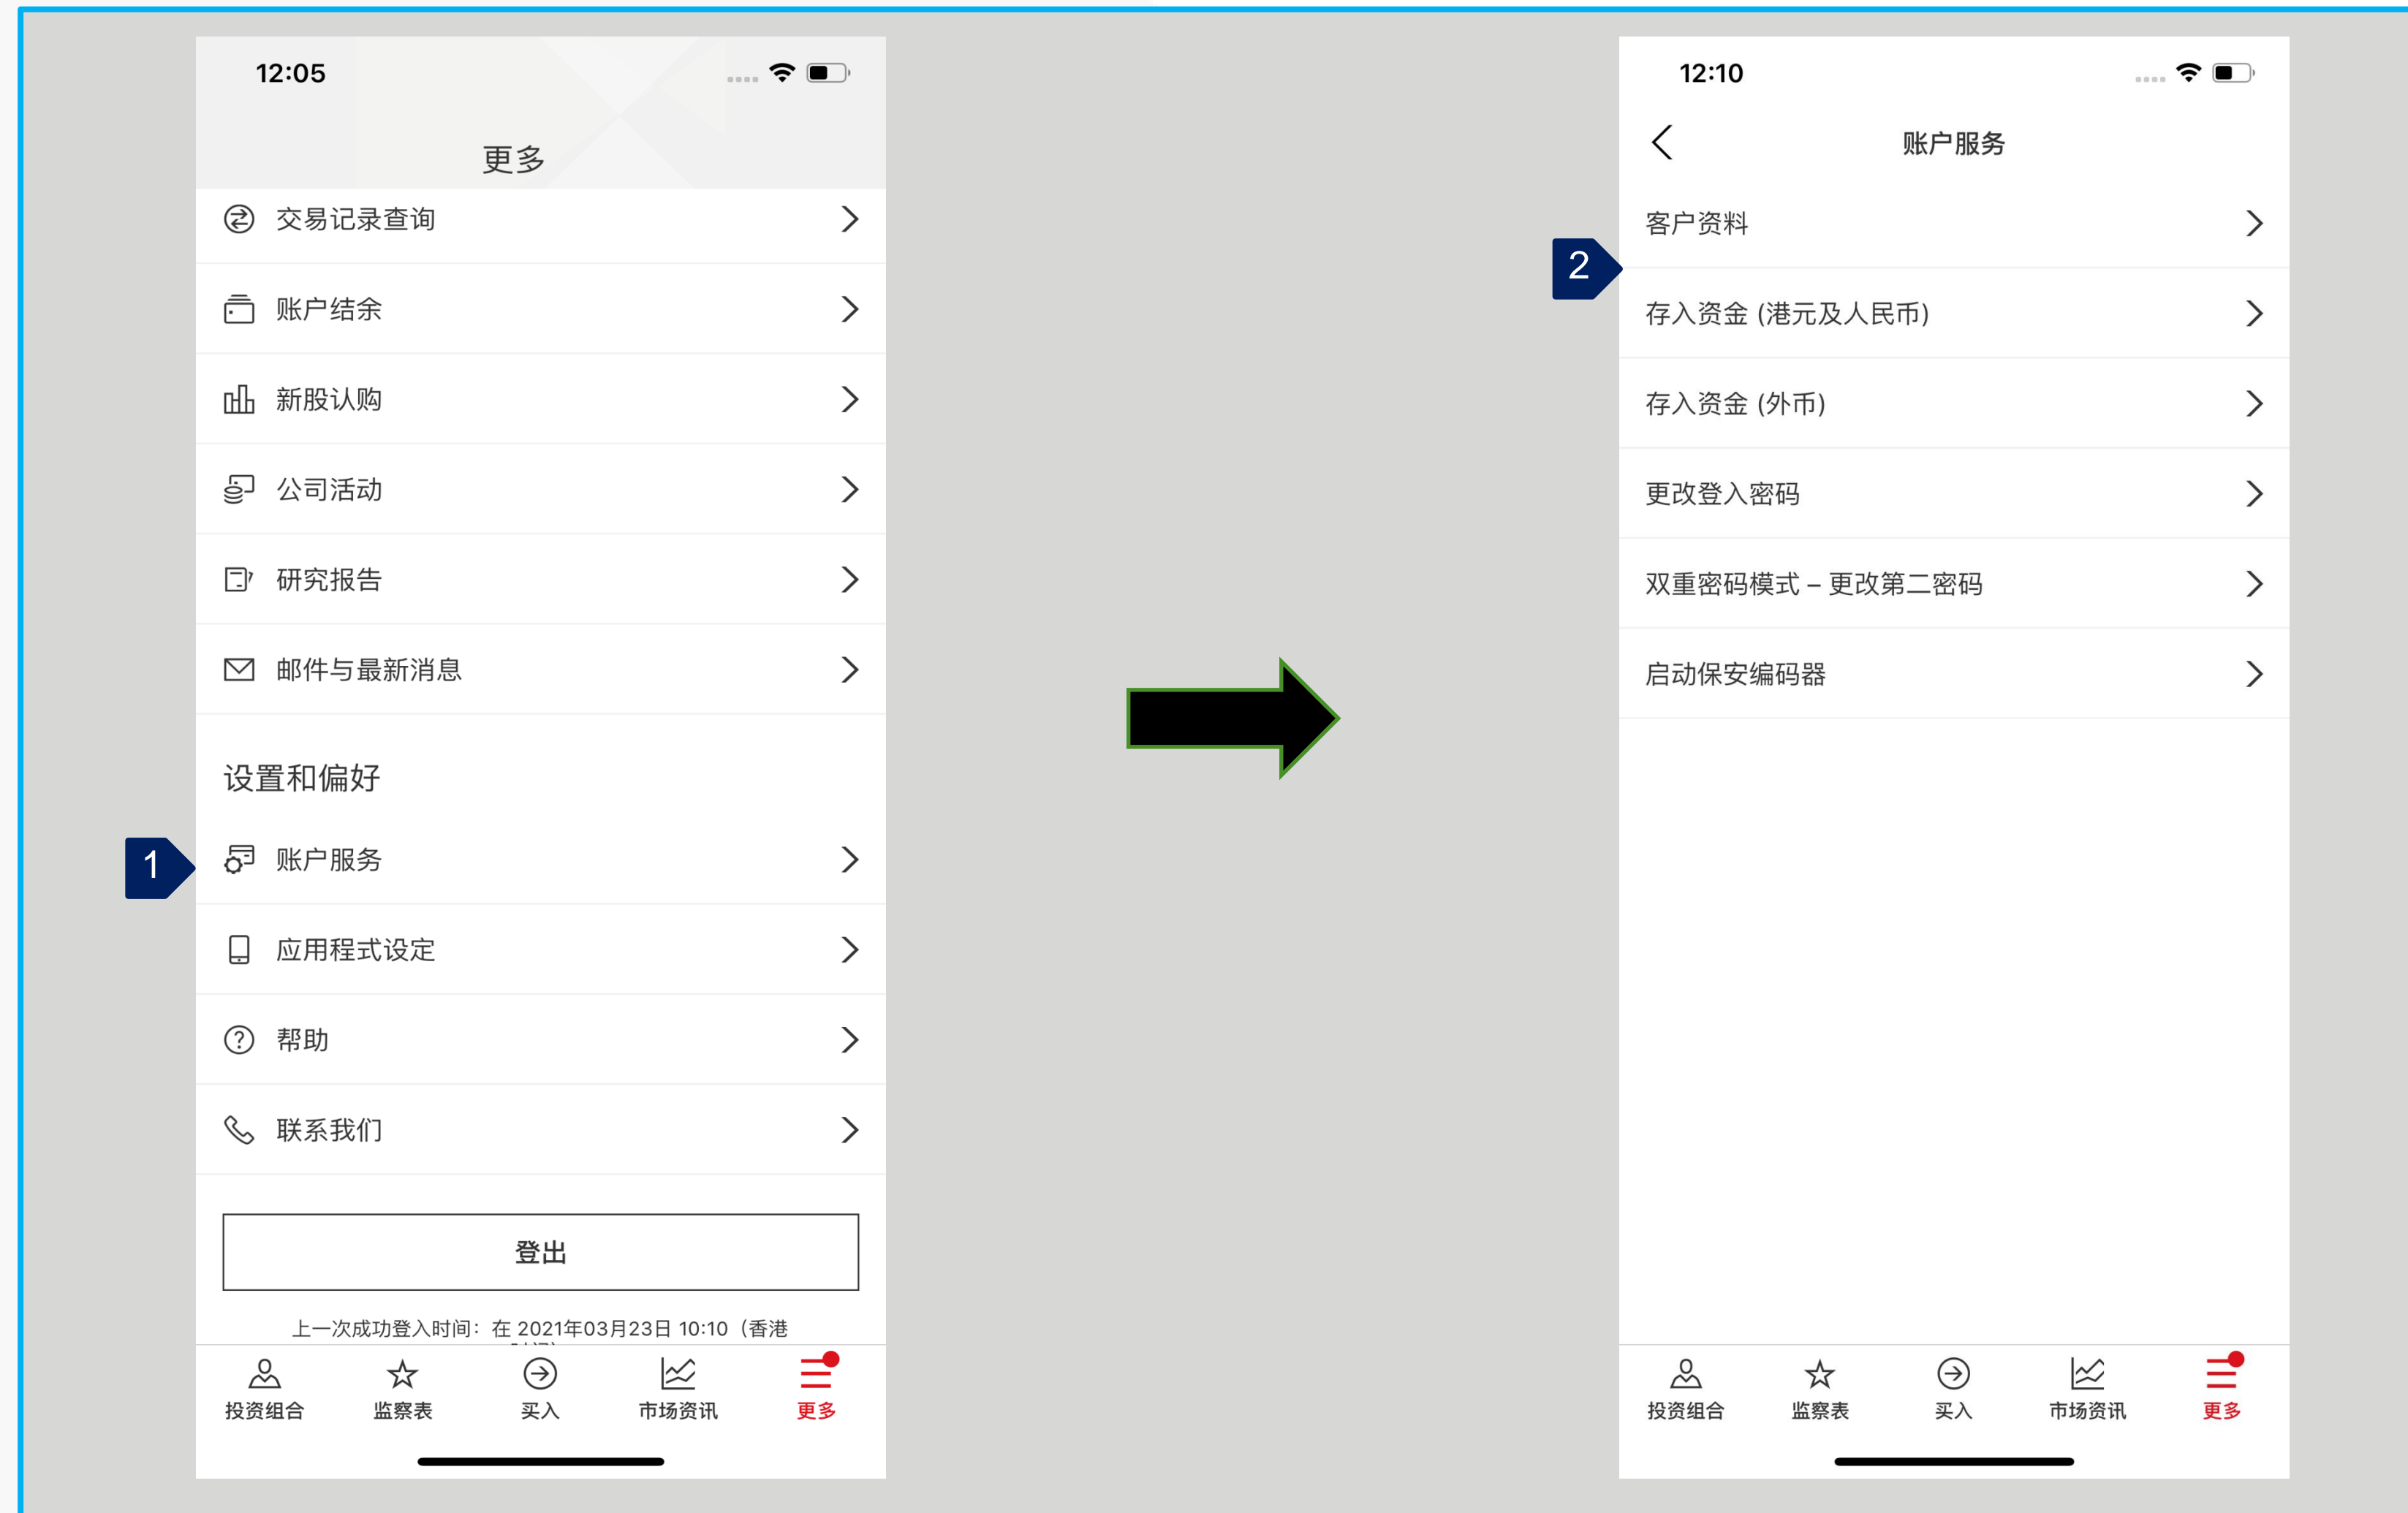 12:05
更多
交易记录查询
账户结余
新股认购
公司活动
研究报告
邮件与最新消息
设置和偏好
1
账户服务
应用程式设定
帮助
联系我们
登出
上一次成功登入时间：在 2021年03月23日 10:10（香港
投资组合
监察表
买入
市场资讯
更多
12:10
账户服务
客户资料
2
存入资金 (港元及人民币)
存入资金 (外币)
更改登入密码
双重密码模式 – 更改第二密码
启动保安编码器
投资组合
监察表
买入
市场资讯
更多